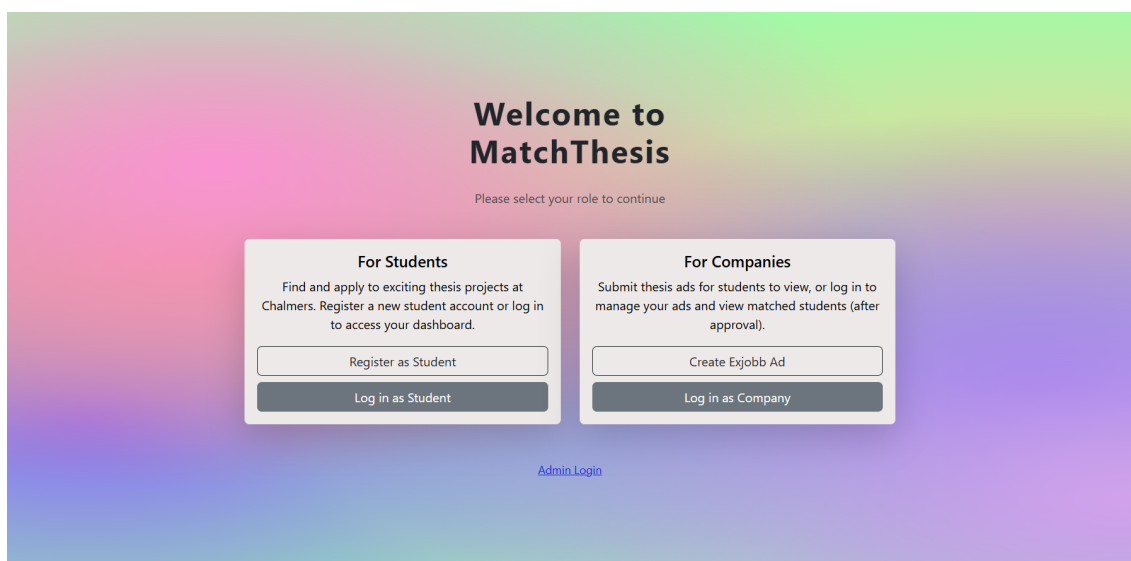 Welcome to
MatchThesis
Please select your role to continue
For Students
Find and apply to exciting thesis projects at
Chalmers. Register a new student account or log in
to access your dashboard.
Register as Student
Log in as Student
For Companies
Submit thesis ads for students to view, or log in to
manage your ads and view matched students (after
approval).
Create Exjobb Ad
Log in as Company
Admin Login